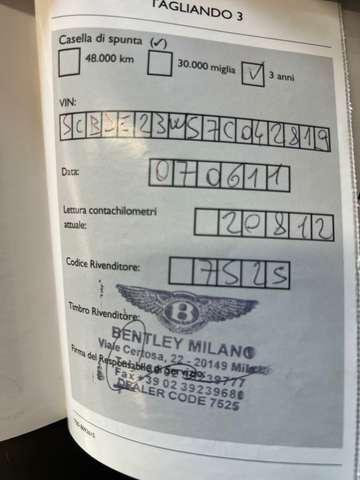 TAGLIANDO 3
Casella di spunta (✓)
48.000 km 30.000 miglia ✓ 3 anni
VIN:
SCBDE23W57C042819
Data: 070611
Lettura contachilometri
attuale: 20812
Codice Rivenditore: 7525
Timbro Rivenditore:
B
BENTLEY MILANO
Viale Certosa, 22 - 20149 Milano
Firma del Responsabile di Servizio
Fax +39 02 39239680
DEALER CODE 7525